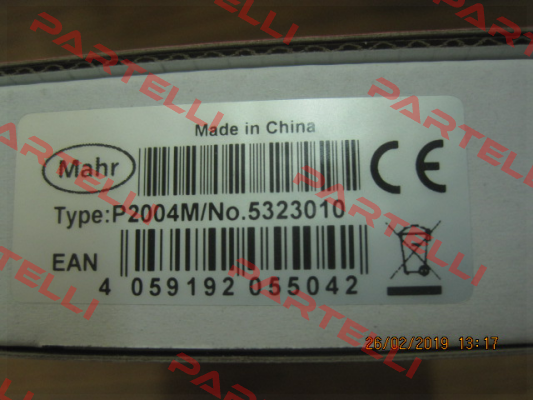 Made in China
Mahr
CE
Type:P2004M/No.5323010
EAN
4 059192 055042
26/02/2019 13:17
PARTELLI
PARTELLI
PARTELLI
PARTELLI
PARTELLI
PARTELLI